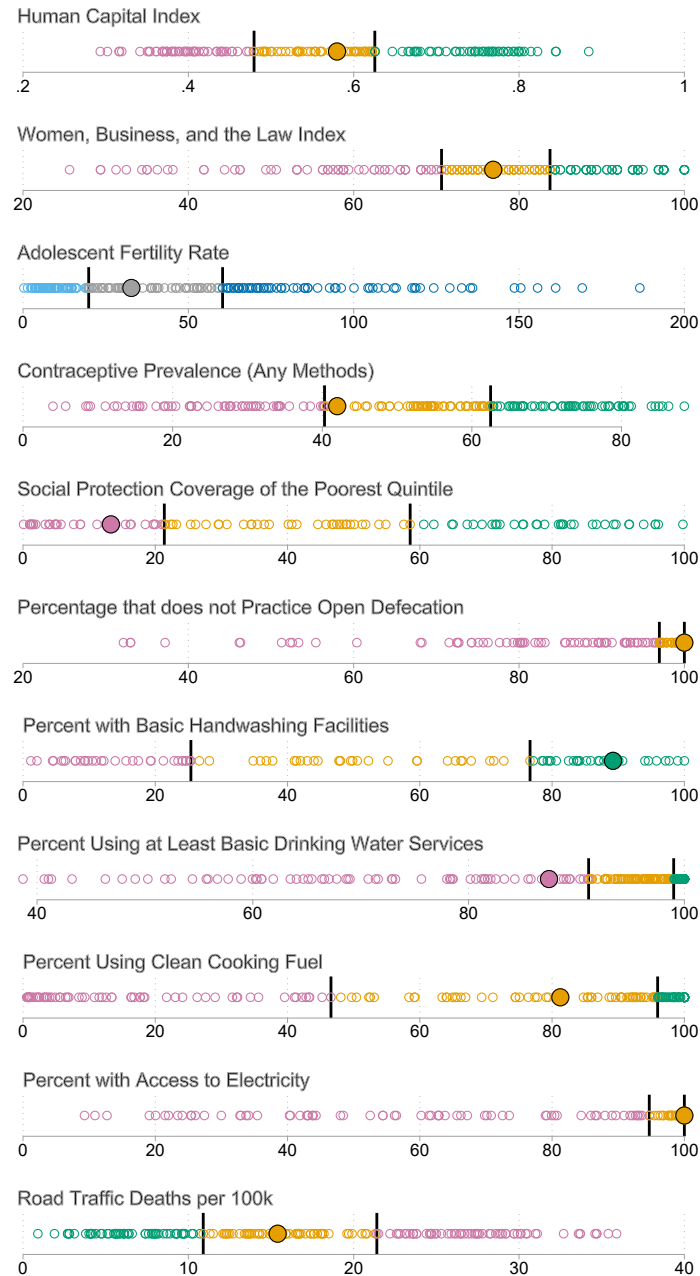 Human Capital Index
.2 .4 .6 .8 1
Women, Business, and the Law Index
20 40 60 80 100
Adolescent Fertility Rate
0 50 100 150 200
Contraceptive Prevalence (Any Methods)
0 20 40 60 80
Social Protection Coverage of the Poorest Quintile
0 20 40 60 80 100
Percentage that does not Practice Open Defecation
20 40 60 80 100
Percent with Basic Handwashing Facilities
0 20 40 60 80 100
Percent Using at Least Basic Drinking Water Services
40 60 80 100
Percent Using Clean Cooking Fuel
0 20 40 60 80 100
Percent with Access to Electricity
0 20 40 60 80 100
Road Traffic Deaths per 100k
0 10 20 30 40